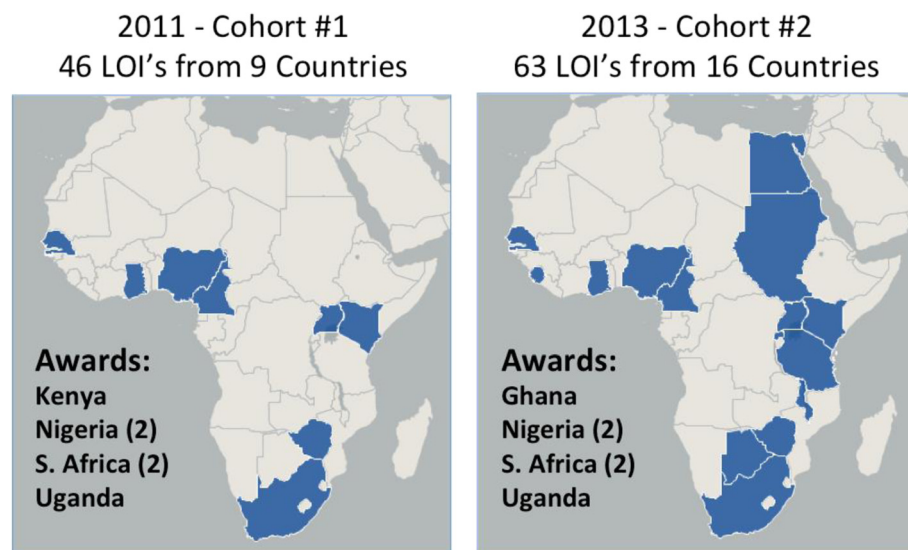 2011 - Cohort #1
46 LOI's from 9 Countries
Awards:
Kenya
Nigeria (2)
S. Africa (2)
Uganda
2013 - Cohort #2
63 LOI's from 16 Countries
Awards:
Ghana
Nigeria (2)
S. Africa (2)
Uganda